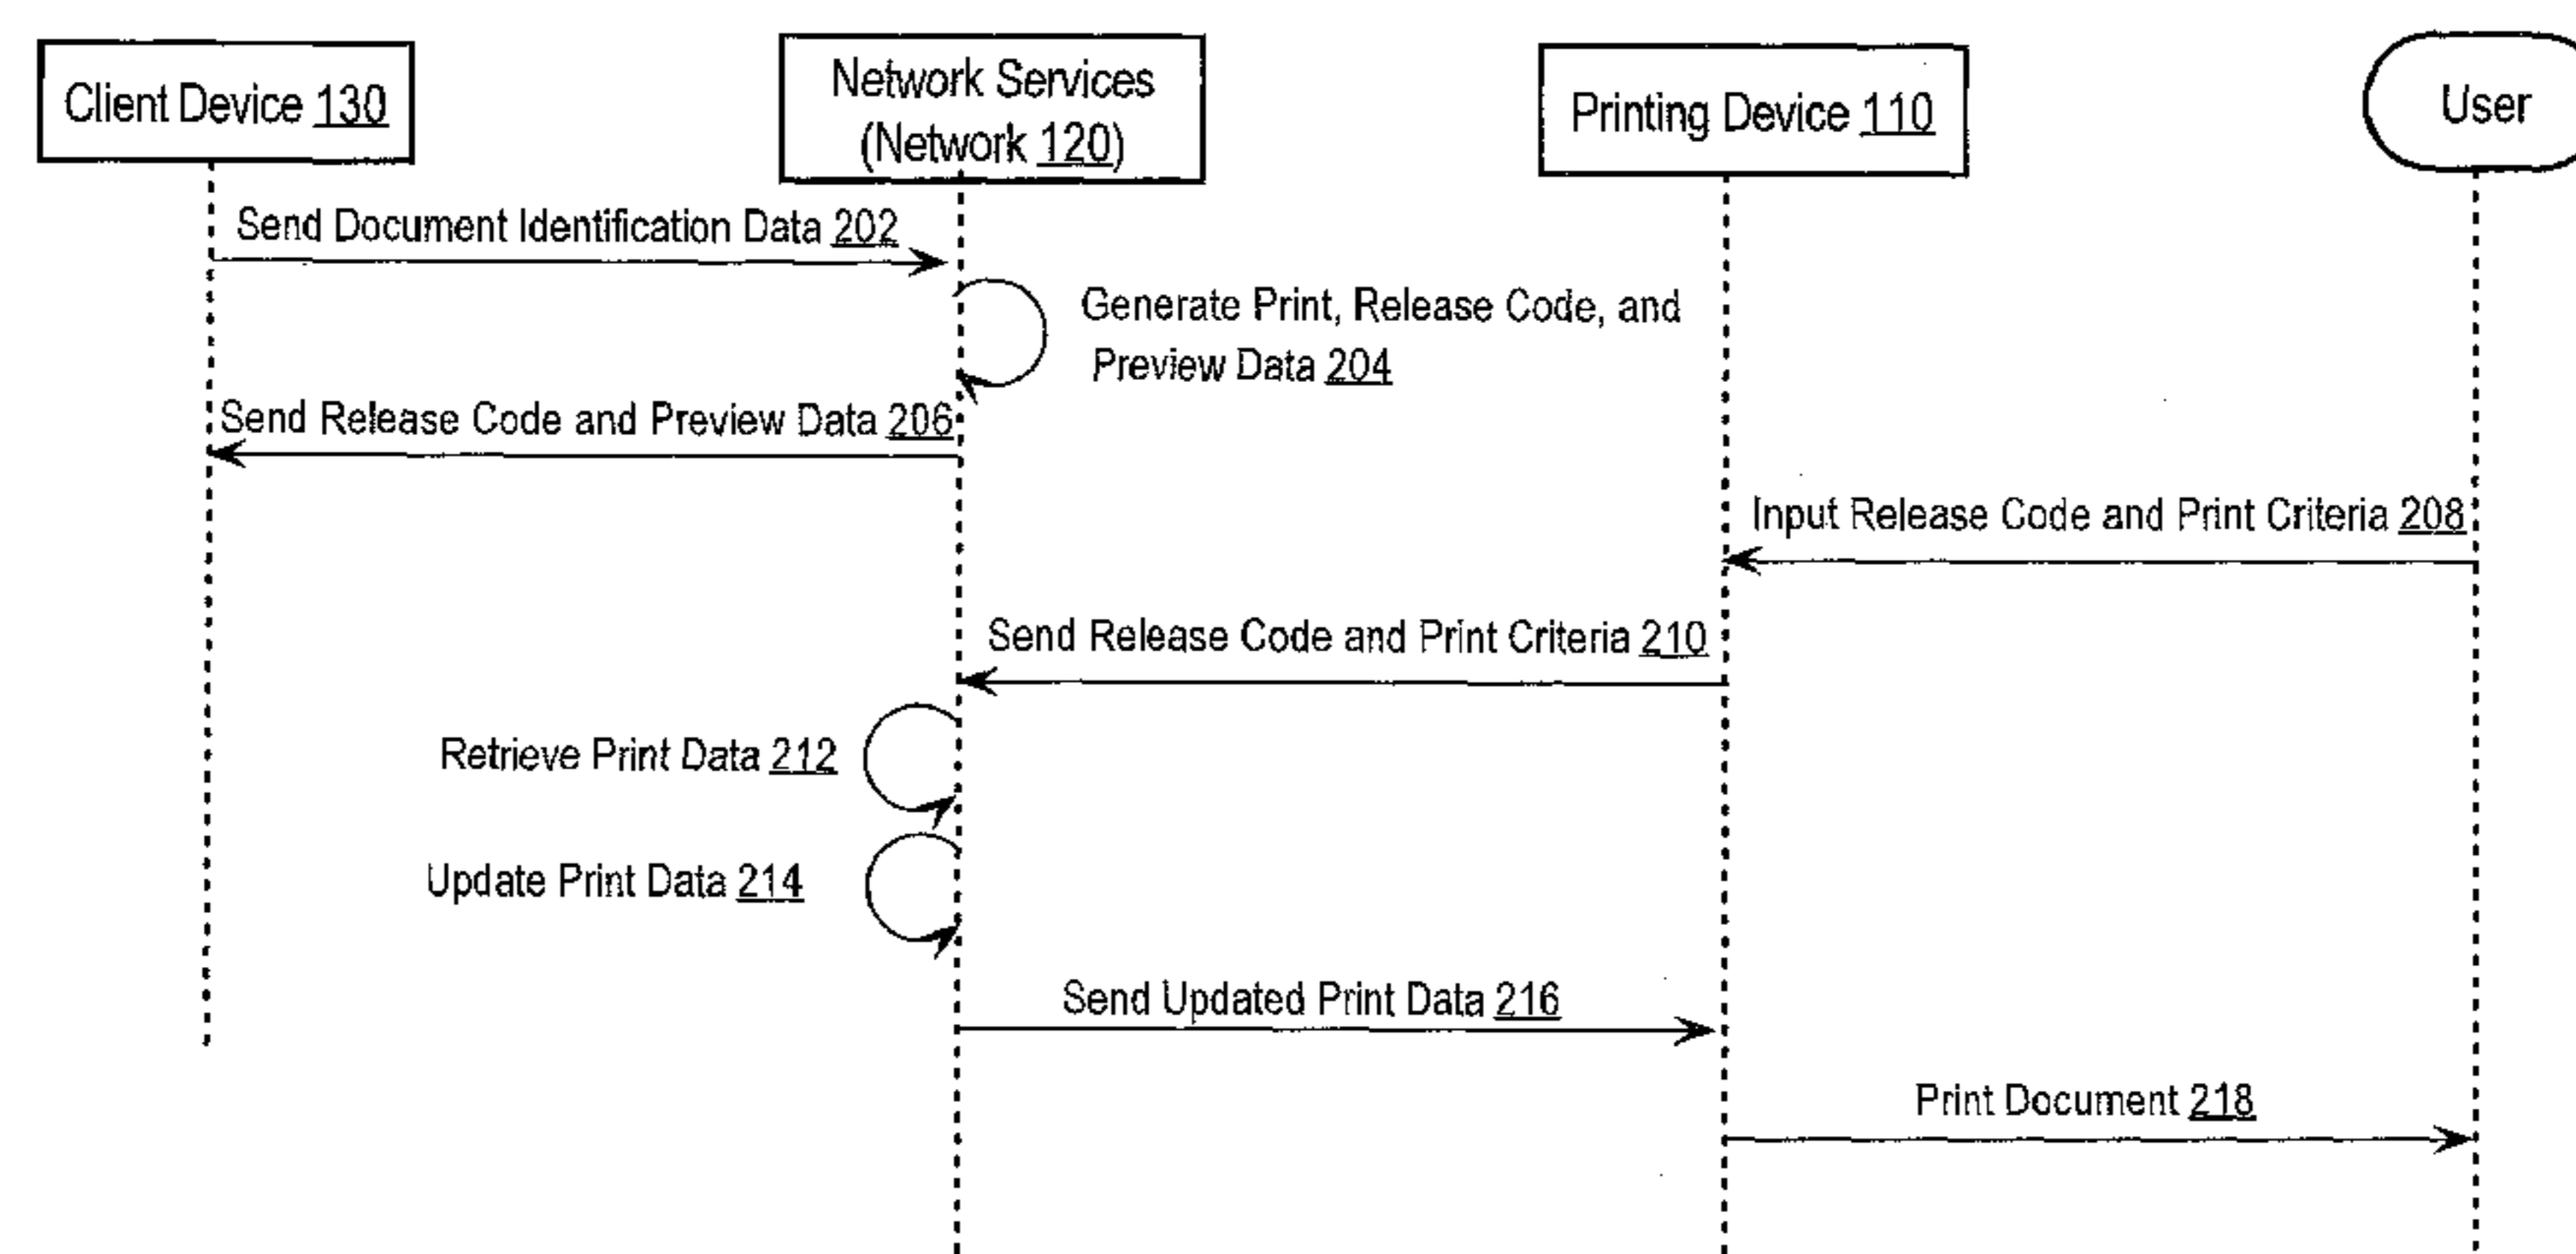 Client Device 130
Network Services
(Network 120)
Printing Device 110
User
Send Document Identification Data 202
Generate Print, Release Code, and
Preview Data 204
Send Release Code and Preview Data 206
Input Release Code and Print Criteria 208
Send Release Code and Print Criteria 210
Retrieve Print Data 212
Update Print Data 214
Send Updated Print Data 216
Print Document 218